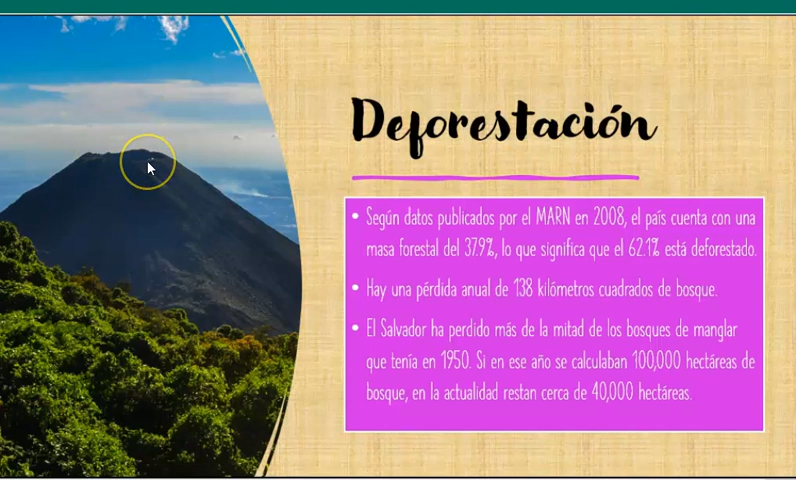 Deforestación
• Según datos publicados por el MARN en 2008, el país cuenta con una
masa forestal del 37.9%, lo que significa que el 62.1% está deforestado.
• Hay una pérdida anual de 138 kilómetros cuadrados de bosque.
• El Salvador ha perdido más de la mitad de los bosques de manglar
que tenía en 1950. Si en ese año se calculaban 100,000 hectáreas de
bosque, en la actualidad restan cerca de 40,000 hectáreas.